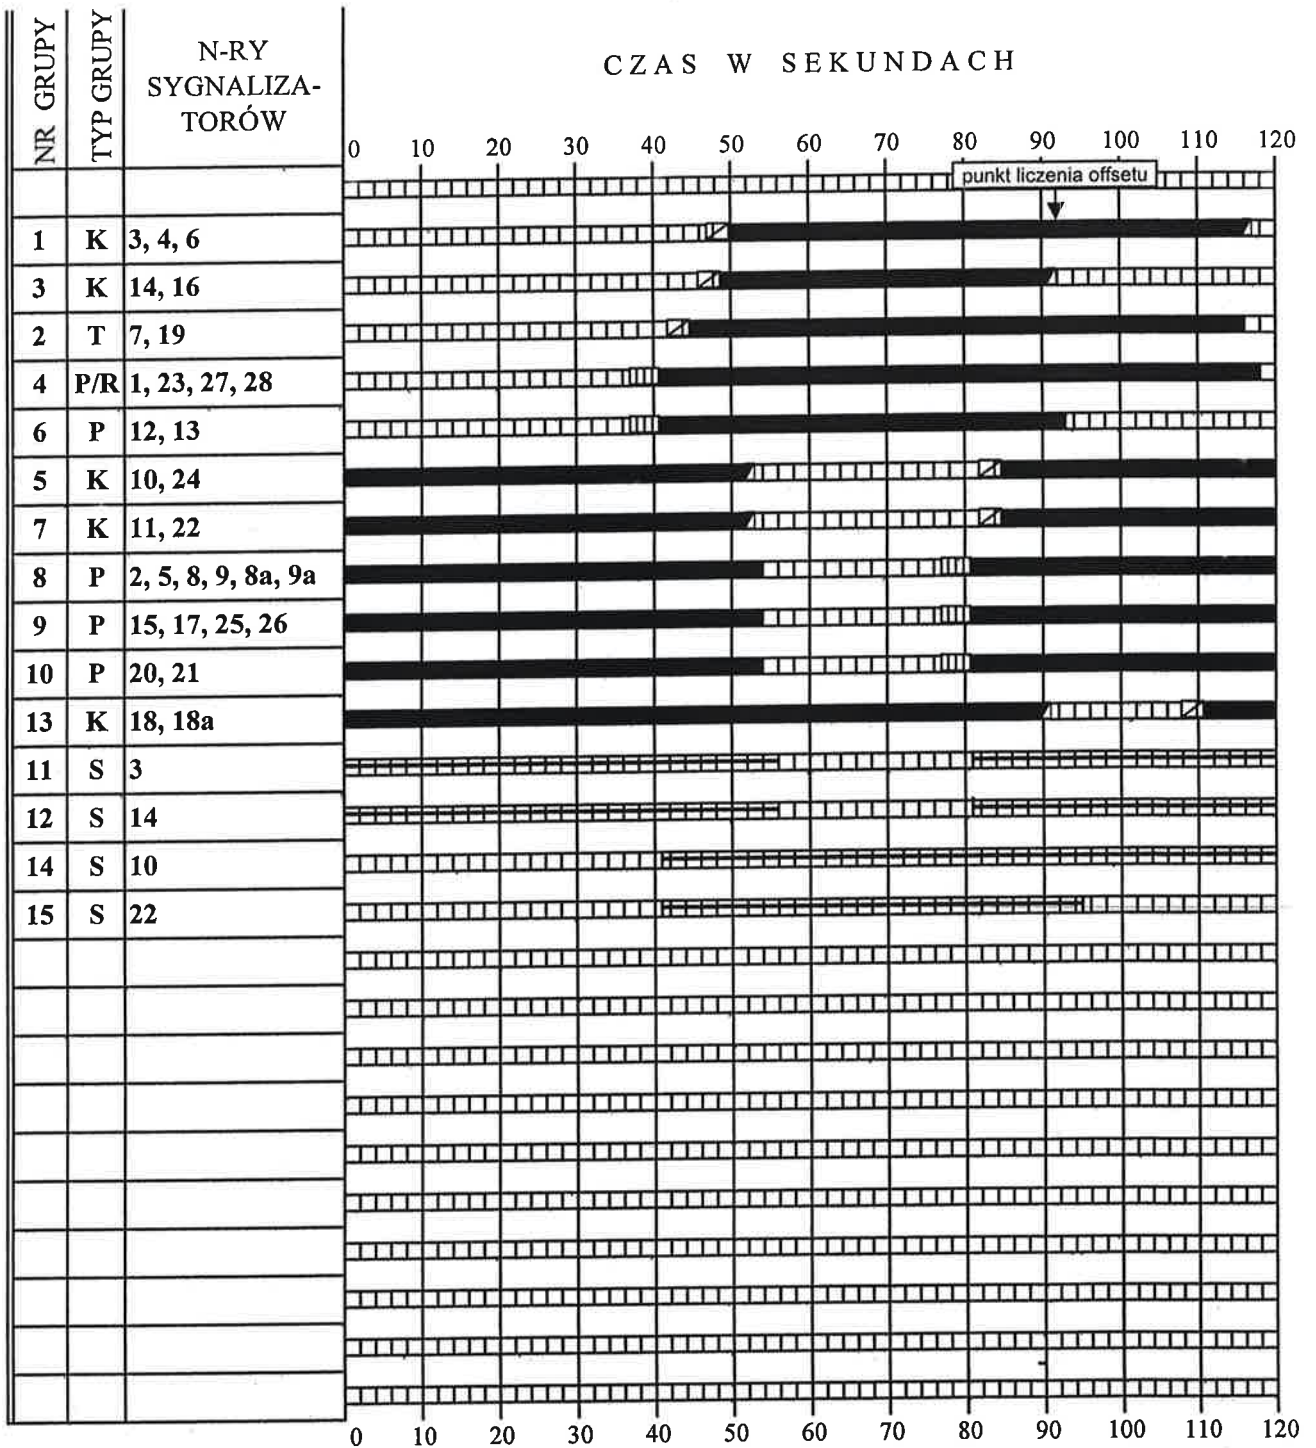 NR GRUPY
TYP GRUPY
N-RY
SYGNALIZA-
TORÓW
CZAS W SEKUNDACH
0 10 20 30 40 50 60 70 80 90 100 110 120
punkt liczenia offsetu
1 K 3, 4, 6
3 K 14, 16
2 T 7, 19
4 P/R 1, 23, 27, 28
6 P 12, 13
5 K 10, 24
7 K 11, 22
8 P 2, 5, 8, 9, 8a, 9a
9 P 15, 17, 25, 26
10 P 20, 21
13 K 18, 18a
11 S 3
12 S 14
14 S 10
15 S 22
0 10 20 30 40 50 60 70 80 90 100 110 120